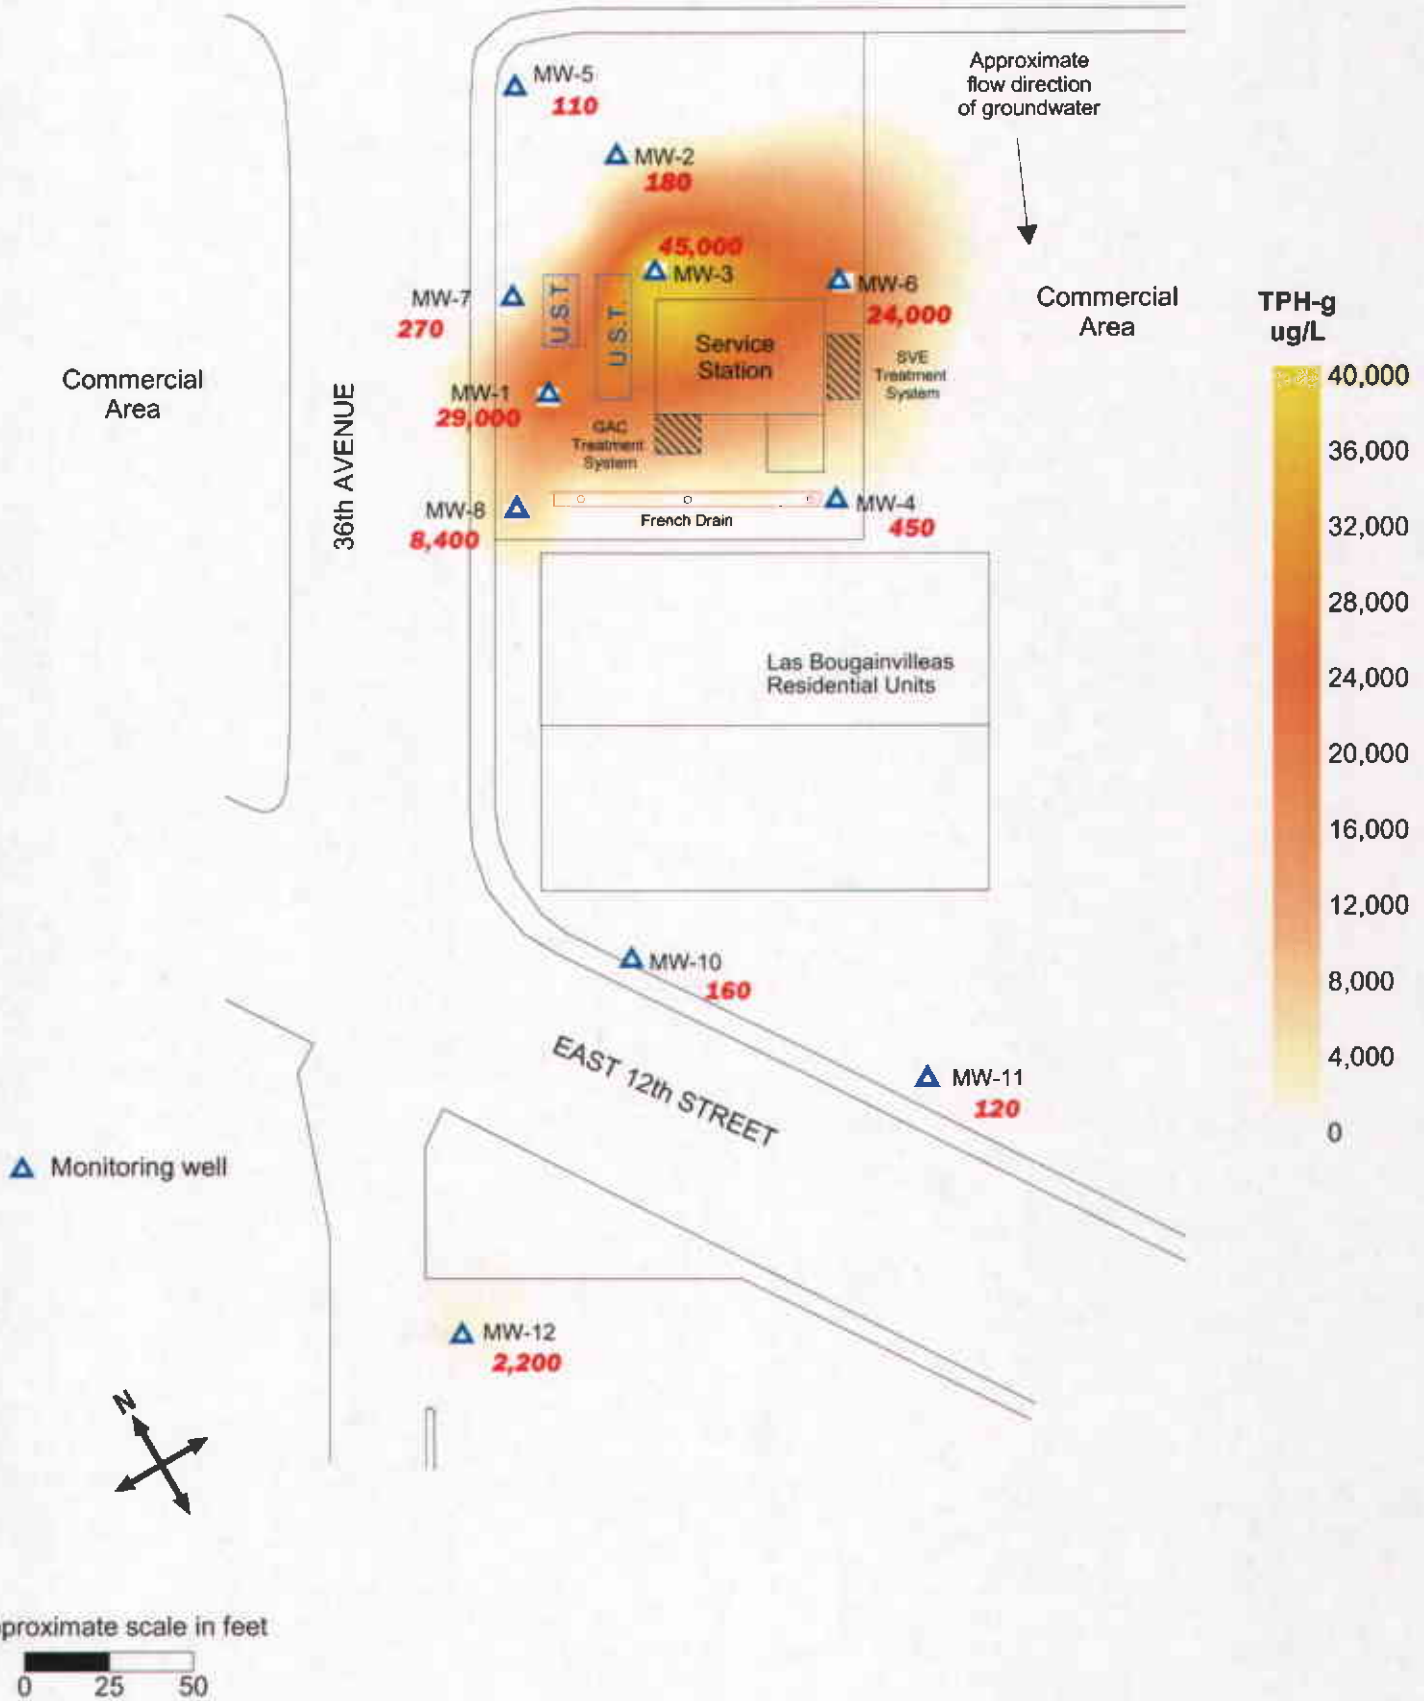 MW-5
110
Approximate
flow direction
of groundwater
MW-2
180
45,000
MW-3
MW-6
24,000
MW-7
270
U.S.T.
U.S.T.
Commercial
Area
TPH-g
ug/L
Service
Station
SVE
Treatment
System
Commercial
Area
36th AVENUE
MW-1
29,000
GAC
Treatment
System
MW-8
8,400
French Drain
MW-4
450
40,000
36,000
32,000
28,000
24,000
20,000
16,000
12,000
8,000
4,000
0
Las Bougainvilleas
Residential Units
MW-10
160
EAST 12th STREET
MW-11
120
Monitoring well
MW-12
2,200
N
proximate scale in feet
0 25 50